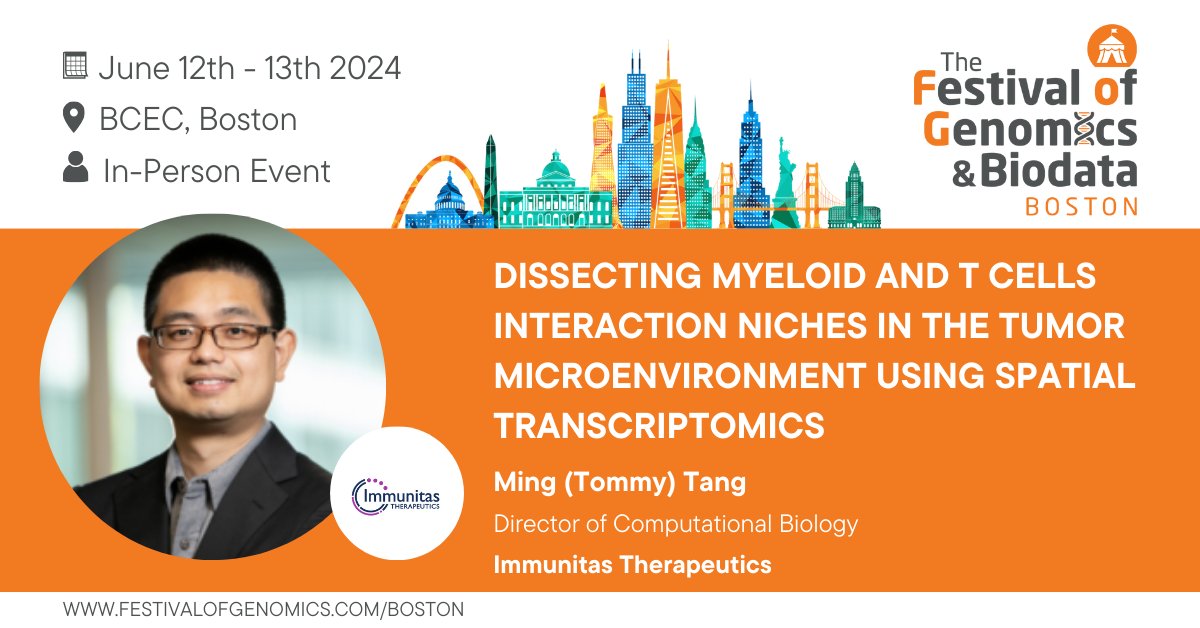 June 12th - 13th 2024
BCEC, Boston
In-Person Event
The
Festival of
Genomics
& Biodata
BOSTON
DISSECTING MYELOID AND T CELLS
INTERACTION NICHES IN THE TUMOR
MICROENVIRONMENT USING SPATIAL
TRANSCRIPTOMICS
Ming (Tommy) Tang
Director of Computational Biology
Immunitas Therapeutics
Immunitas
THERAPEUTICS
WWW.FESTIVALOFGENOMICS.COM/BOSTON